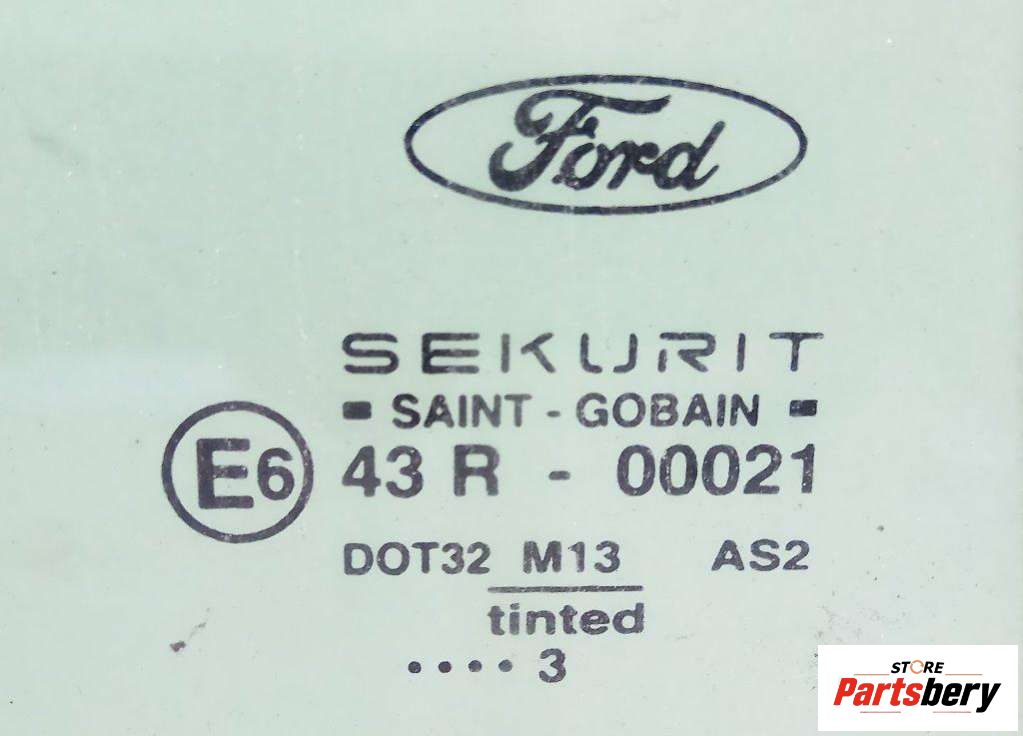 Ford
SEKURIT
SAINT - GOBAIN
E6 43 R - 00021
DOT32 M13 AS2
tinted
....3
STORE
Partsbery